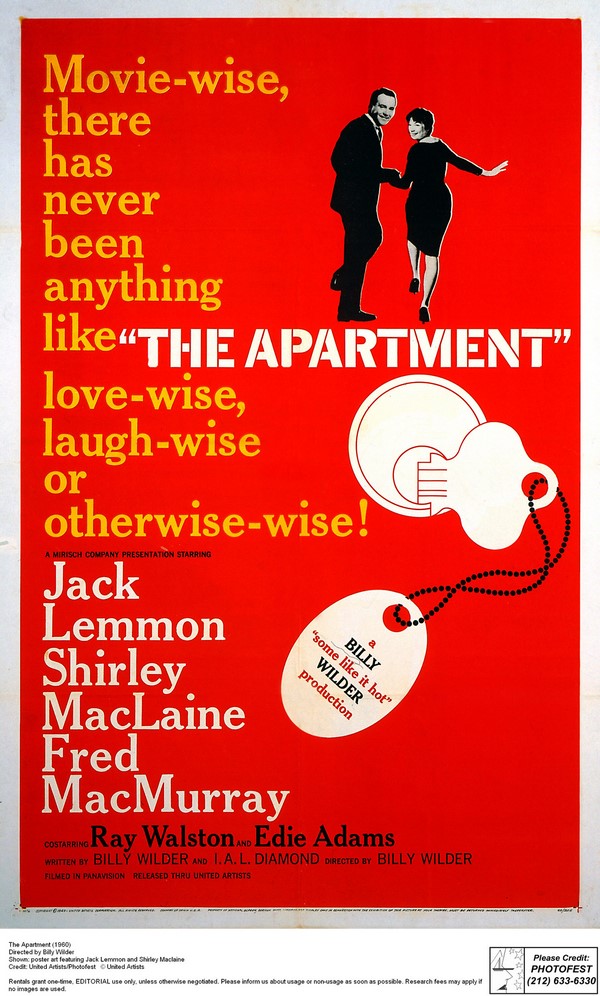 Movie-wise,
there
has
never
been
anything
like “THE APARTMENT”
love-wise,
laugh-wise
or
otherwise-wise!
A MIRISCH COMPANY PRESENTATION STARRING
Jack
Lemmon
Shirley
MacLaine
Fred
MacMurray
a
BILLY
“some like it hot”
WILDER
production
COSTARRING Ray Walston AND Edie Adams
WRITTEN BY BILLY WILDER AND I.A.L. DIAMOND DIRECTED BY BILLY WILDER
FILMED IN PANAVISION RELEASED THRU UNITED ARTISTS
The Apartment (1960)
Directed by Billy Wilder
Shown: poster art featuring Jack Lemmon and Shirley Maclaine
Credit: United Artists/Photofest © United Artists
Rentals grant one-time, EDITORIAL use only, unless otherwise negotiated. Please inform us about usage or non-usage as soon as possible. Research fees may apply if
no images are used.
Please Credit:
PHOTOFEST
(212) 633-6330